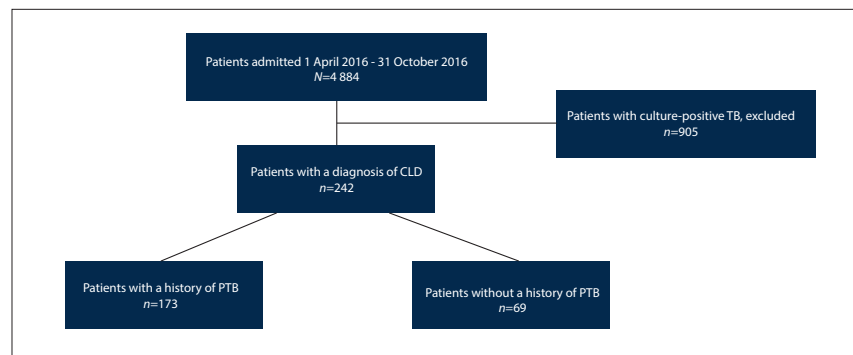 Patients admitted 1 April 2016 - 31 October 2016
N=4 884
Patients with culture-positive TB, excluded
n=905
Patients with a diagnosis of CLD
n=242
Patients with a history of PTB
n=173
Patients without a history of PTB
n=69